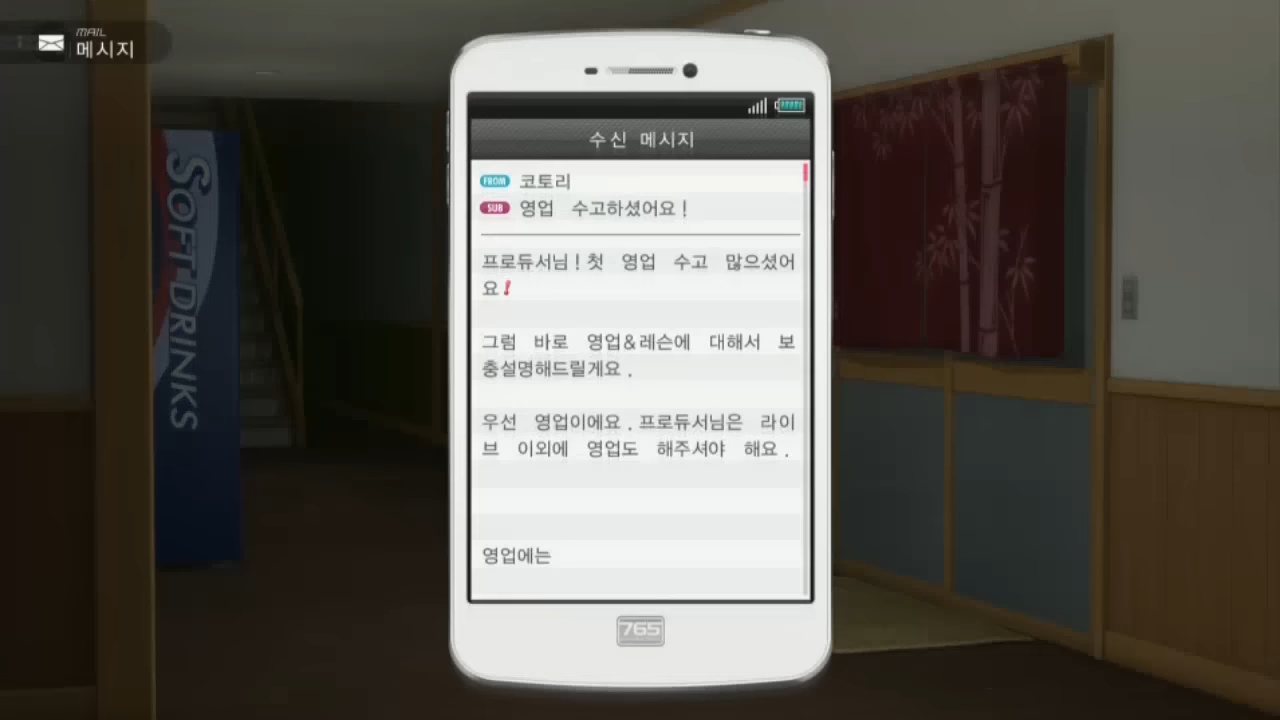 MAIL
메시지
수신 메시지
FROM 코토리
SUB 영업 수고하셨어요!
프로듀서님!첫 영업 수고 많으셨어
요!
그럼 바로 영업&레슨에 대해서 보
충설명해드릴게요.
우선 영업이에요.프로듀서님은 라이
브 이외에 영업도 해주셔야 해요.
영업에는
765
SOFT DRINKS